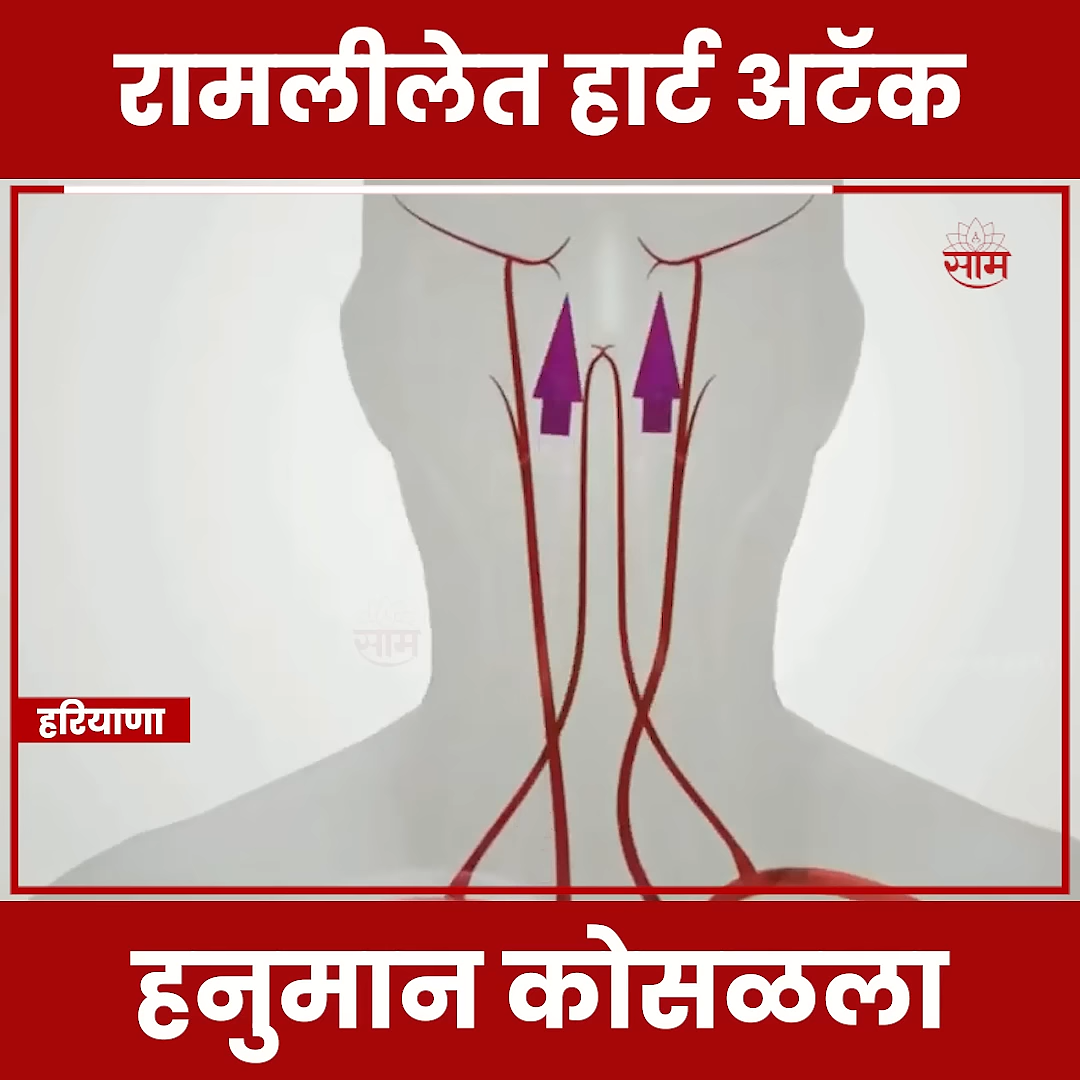 रामलीलेत हार्ट अटॅक
साम
साम
हरियाणा
हनुमान कोसळला